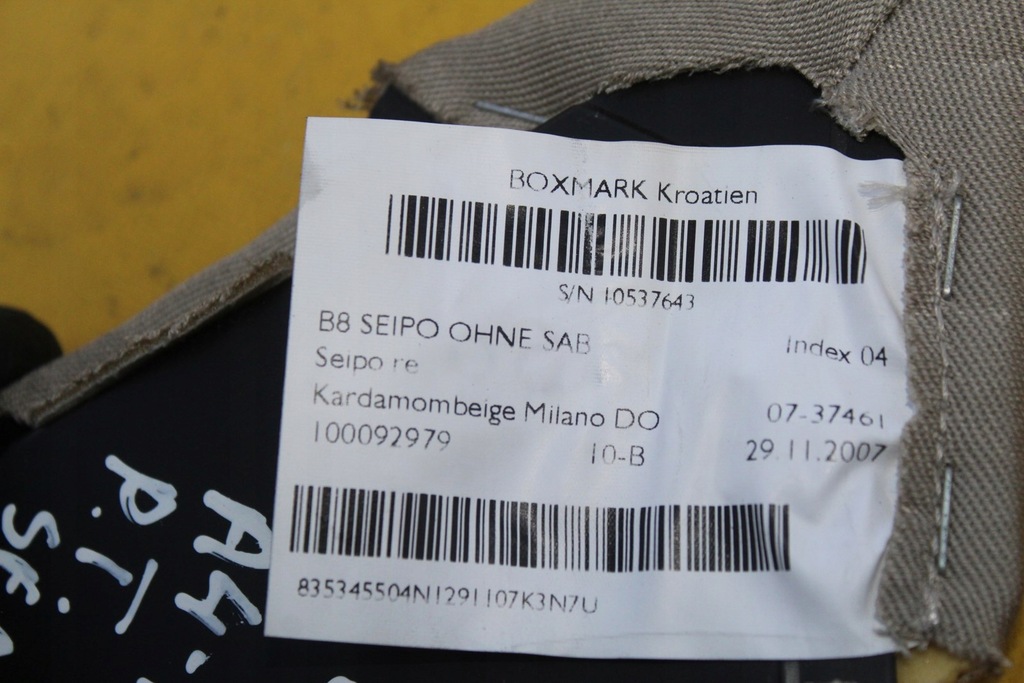 BOXMARK Kroatien
S/N 10537643
B8 SEIPO OHNE SAB
Index 04
Seipo re
Kardamombeige Milano DO
07-37461
100092979 10-B 29.11.2007
835345504N1291107K3N7U
A4.
P. T